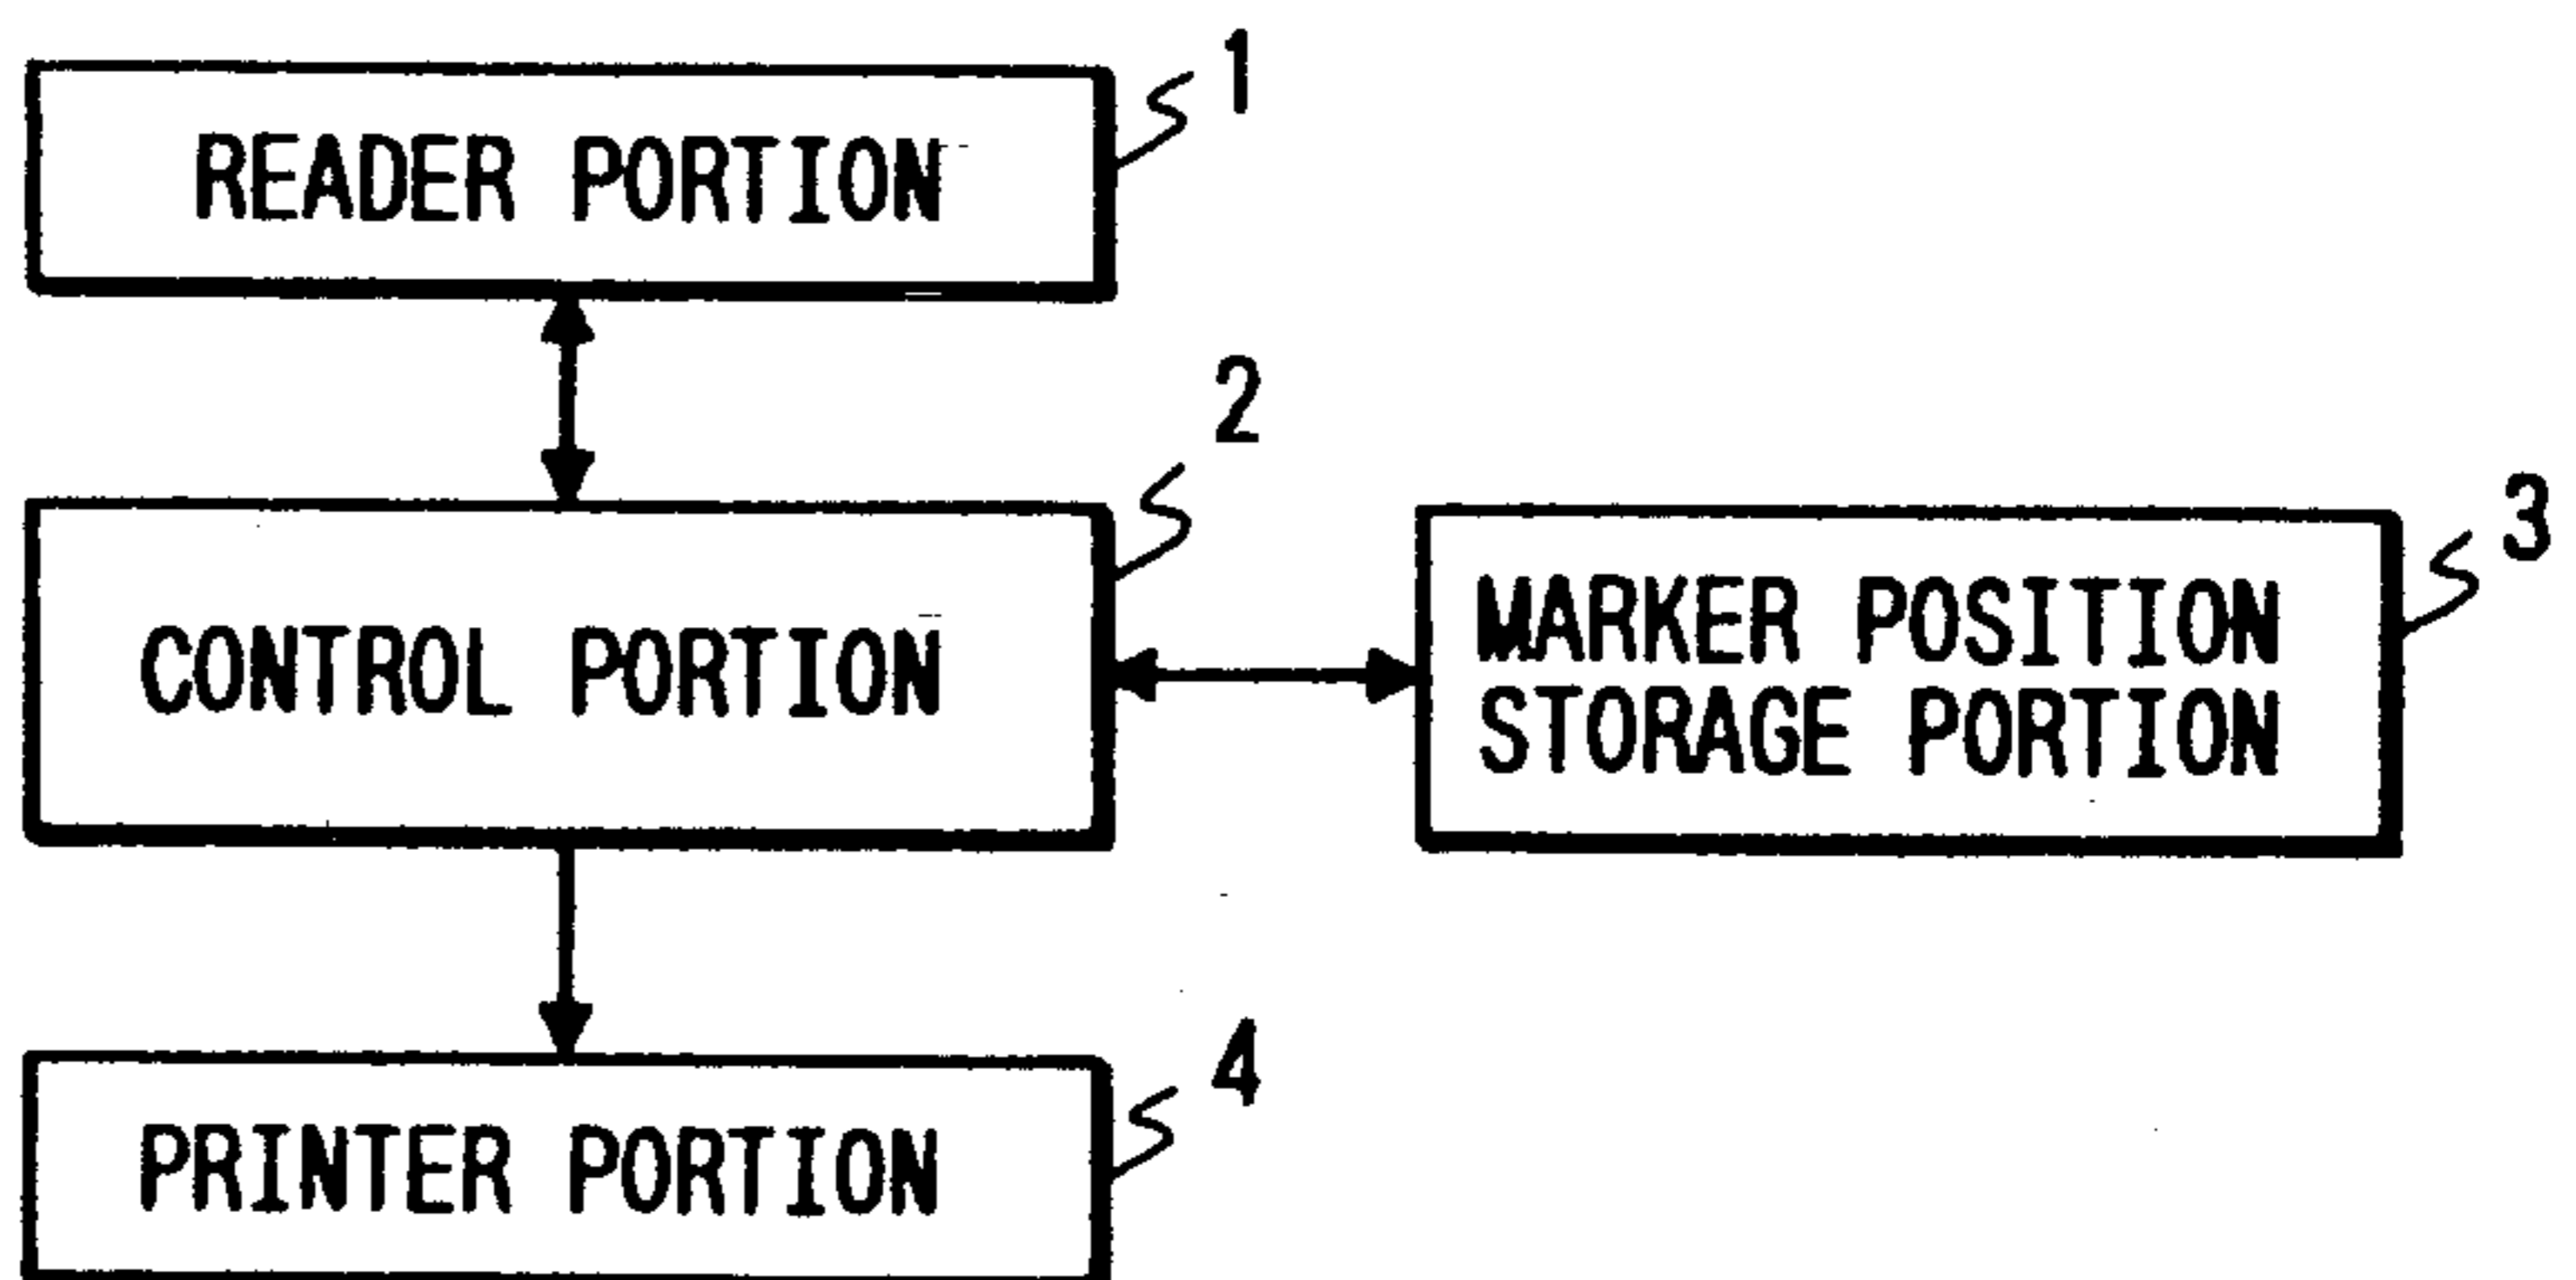 1
READER PORTION
2
CONTROL PORTION
3
MARKER POSITION
STORAGE PORTION
4
PRINTER PORTION